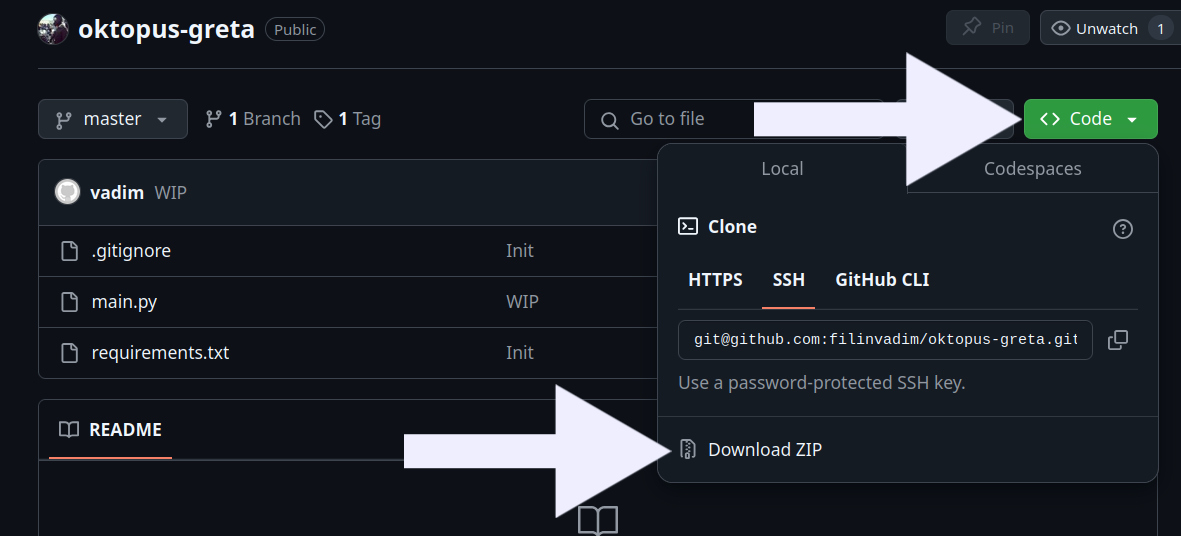 oktopus-greta Public Pin Unwatch 1
master 1 Branch 1 Tag Go to file Code
Local Codespaces
vadim WIP
Clone
.gitignore Init
HTTPS SSH GitHub CLI
main.py WIP
git@github.com:filinvadim/oktopus-greta.git
requirements.txt Init
Use a password-protected SSH key.
README
Download ZIP